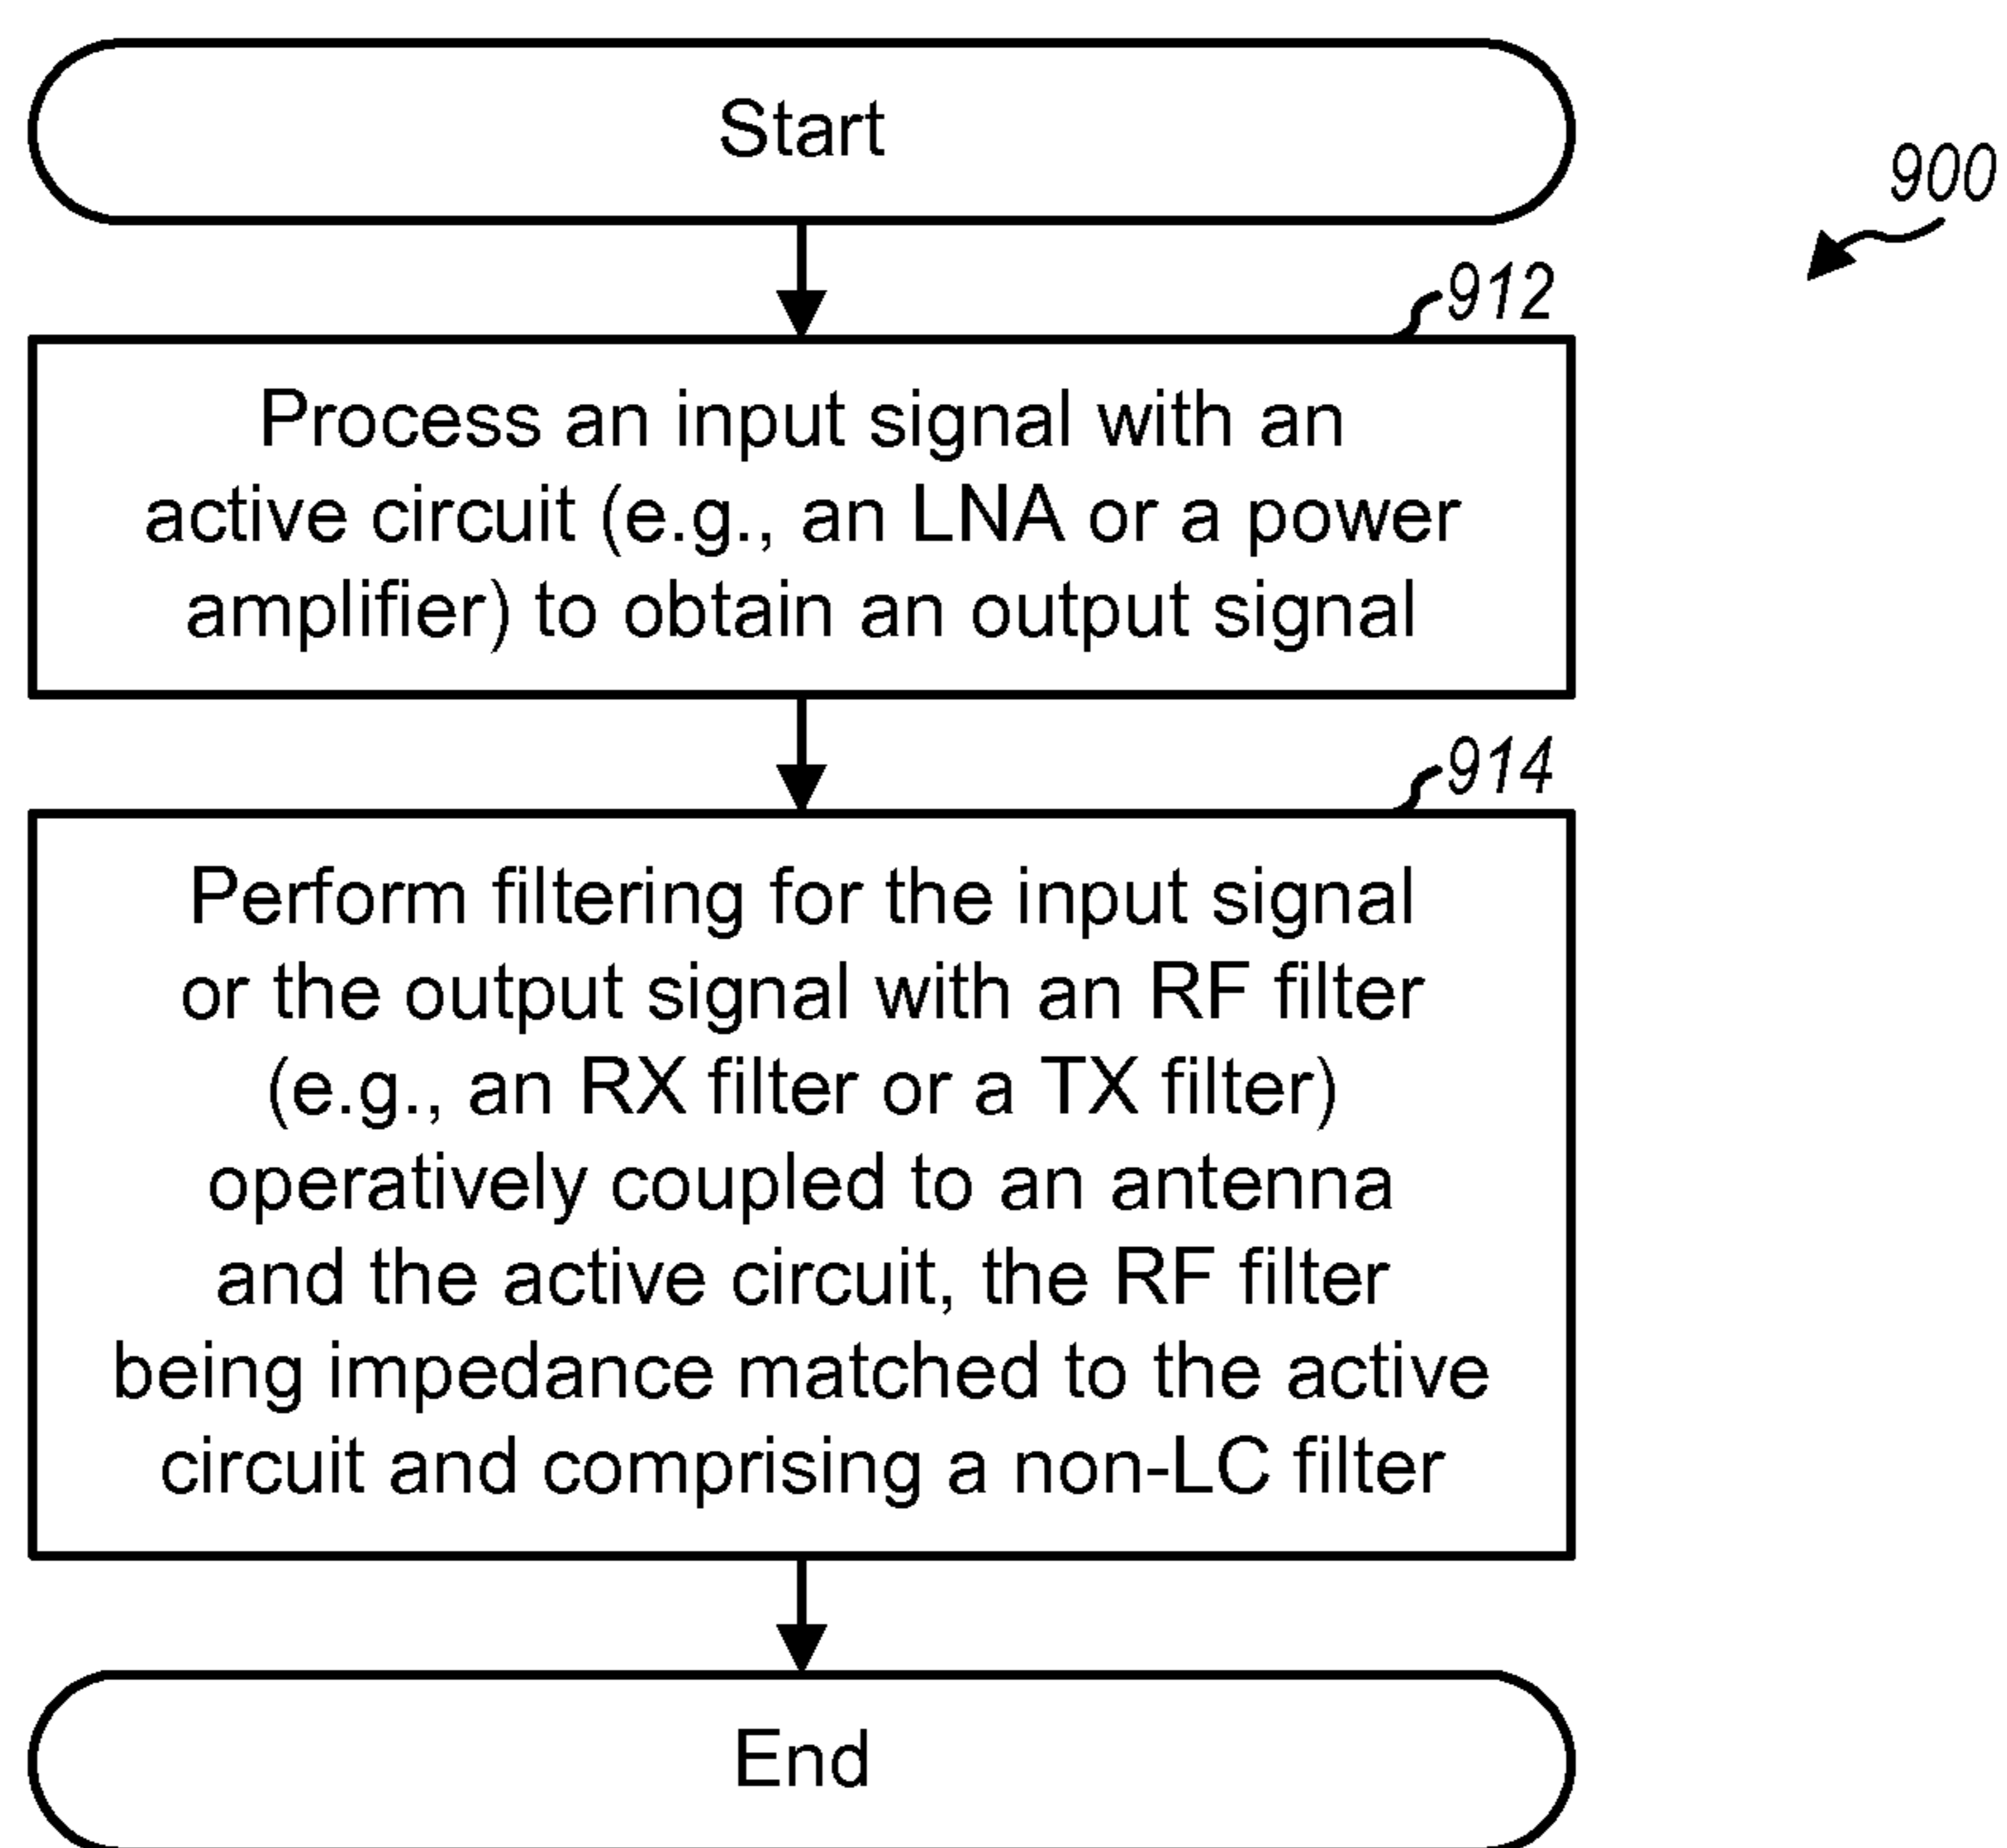 Start
900
912
Process an input signal with an
active circuit (e.g., an LNA or a power
amplifier) to obtain an output signal
914
Perform filtering for the input signal
or the output signal with an RF filter
(e.g., an RX filter or a TX filter)
operatively coupled to an antenna
and the active circuit, the RF filter
being impedance matched to the active
circuit and comprising a non-LC filter
End